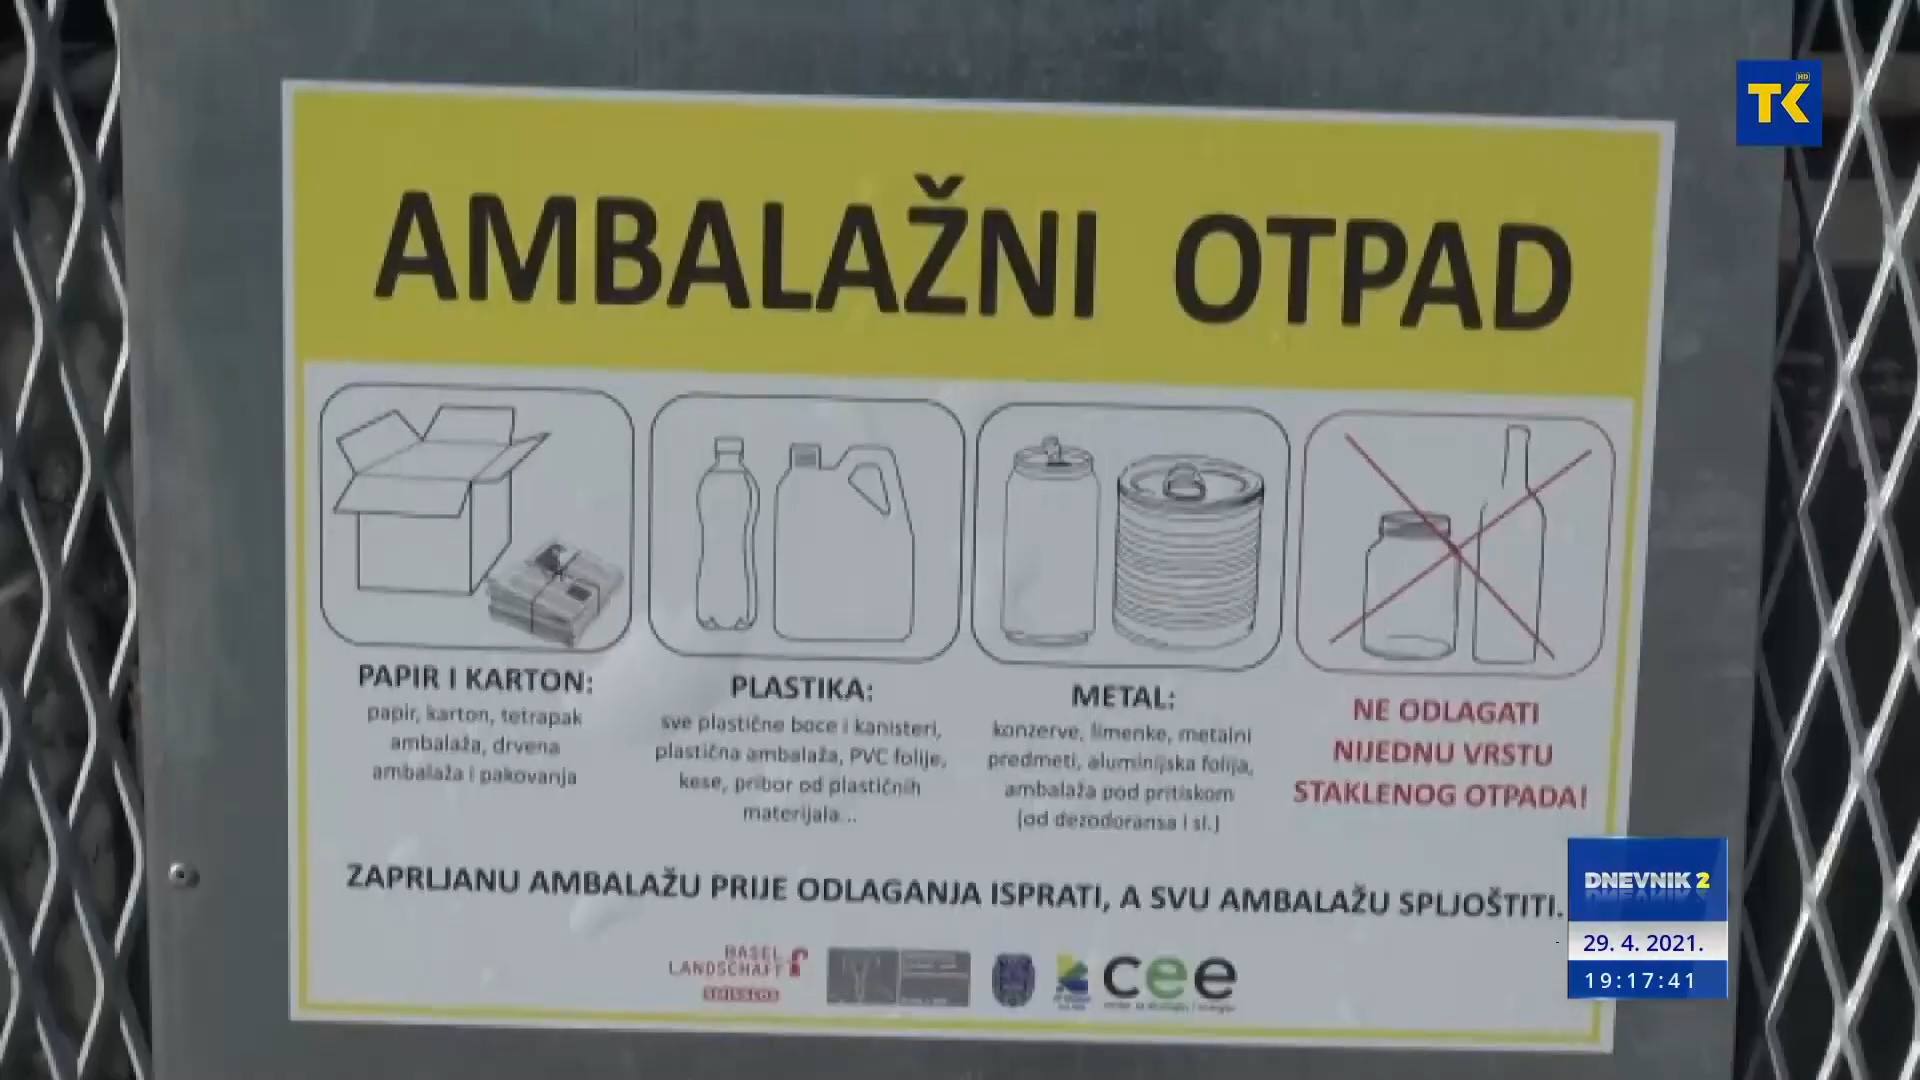 TK HD
AMBALAŽNI OTPAD
PAPIR I KARTON:
papir, karton, tetrapak
ambalaža, drvena
ambalaža i pakovanja
PLASTIKA:
sve plastične boce i kanisteri,
plastična ambalaža, PVC folije,
kese, pribor od plastičnih
materijala...
METAL:
konzerve, limenke, metalni
predmeti, aluminijska folija,
ambalaža pod pritiskom
(od dezodoransa i sl.)
NE ODLAGATI
NIJEDNU VRSTU
STAKLENOG OTPADA!
ZAPRLJANU AMBALAŽU PRIJE ODLAGANJA ISPRATI, A SVU AMBALAŽU SPLJOŠTITI.
BASEL
LANDSCHAFT
SWISSLOS
cee
DNEVNIK 2
29. 4. 2021.
19:17:41